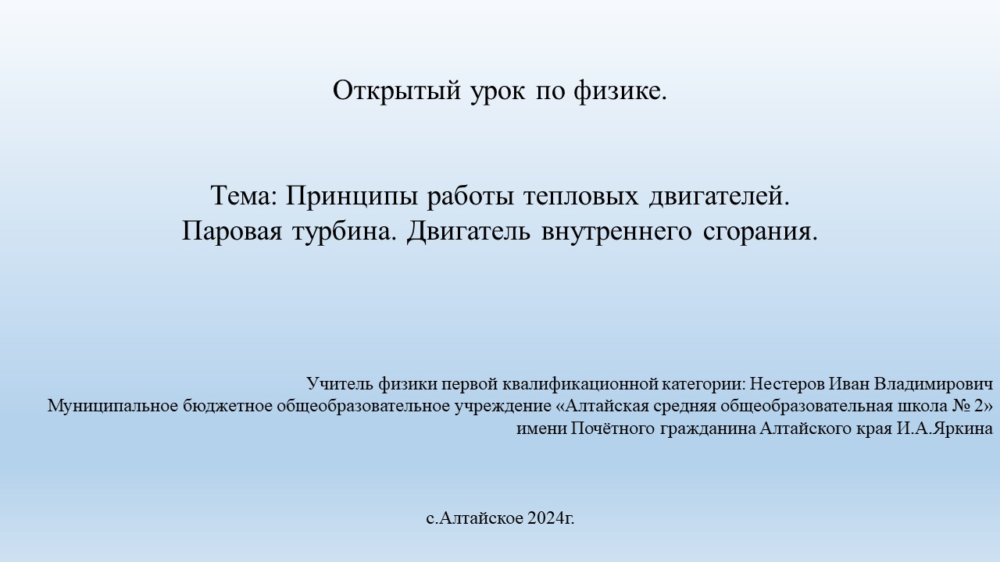 Открытый урок по физике.
Тема: Принципы работы тепловых двигателей.
Паровая турбина. Двигатель внутреннего сгорания.
Учитель физики первой квалификационной категории: Нестеров Иван Владимирович
Муниципальное бюджетное общеобразовательное учреждение «Алтайская средняя общеобразовательная школа № 2»
имени Почётного гражданина Алтайского края И.А.Яркина
с.Алтайское 2024г.